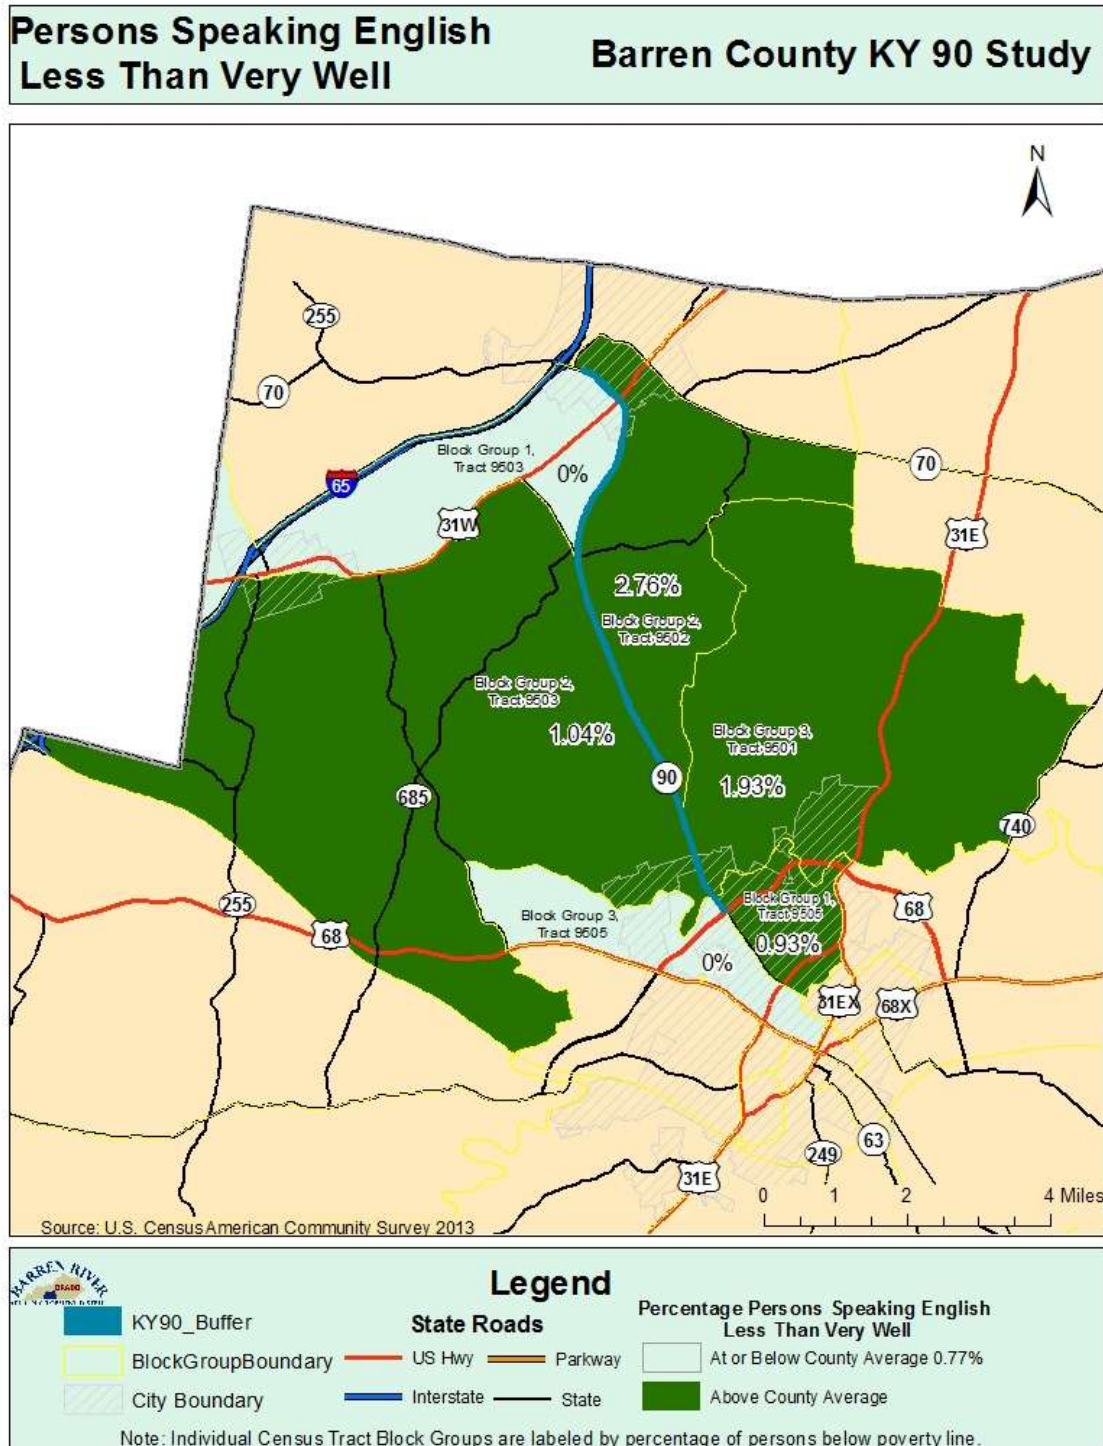 Persons Speaking English
Less Than Very Well
Barren County KY 90 Study
N
255
70
Block Group 1,
Tract 9503
0%
65
31W
70
31E
2.76%
Block Group 2,
Tract 9502
Block Group 2,
Tract 9503
1.04%
Block Group 3,
Tract 9501
1.93%
90
685
740
255
68
Block Group 3,
Tract 9505
0%
Block Group 1,
Tract 9505
0.93%
68
31EX
68X
249
63
31E
0 1 2 4 Miles
Source: U.S. Census American Community Survey 2013
BARREN RIVER
Legend
KY90_Buffer
BlockGroupBoundary
City Boundary
State Roads
US Hwy
Parkway
Interstate
State
Percentage Persons Speaking English
Less Than Very Well
At or Below County Average 0.77%
Above County Average
Note: Individual Census Tract Block Groups are labeled by percentage of persons below poverty line.